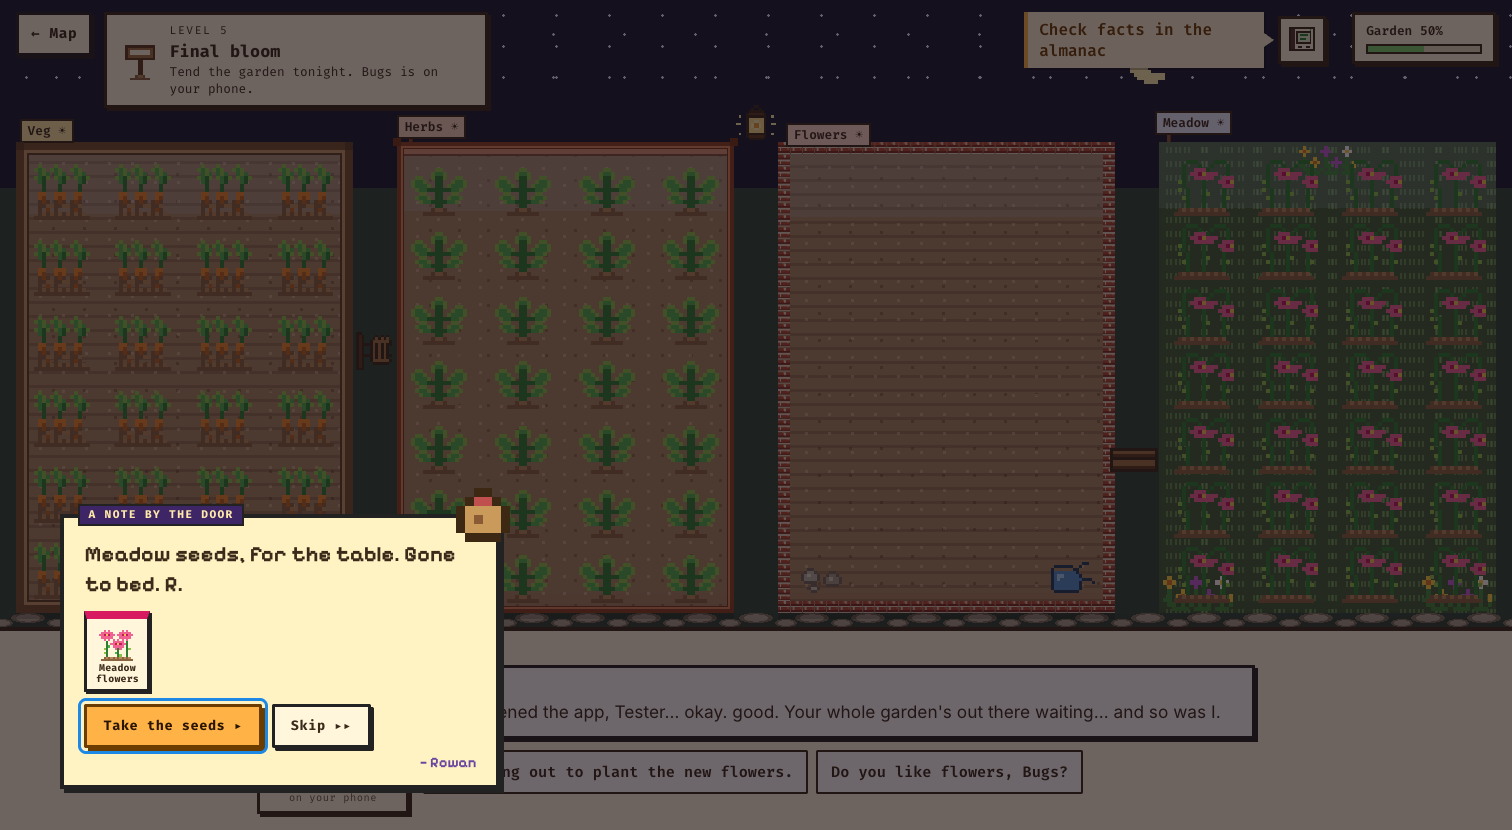 ← Map
LEVEL 5
Final bloom
Tend the garden tonight. Bugs is on
your phone.
Check facts in the
almanac
Garden 50%
Veg ☀
Herbs ☀
Flowers ☀
Meadow ☀
A NOTE BY THE DOOR
Meadow seeds, for the table. Gone
to bed. R.
Meadow
flowers
Take the seeds ▸
Skip ▸▸
– Rowan
the app, Tester... okay. good. Your whole garden's out there waiting... and so was I.
out to plant the new flowers.
Do you like flowers, Bugs?
on your phone